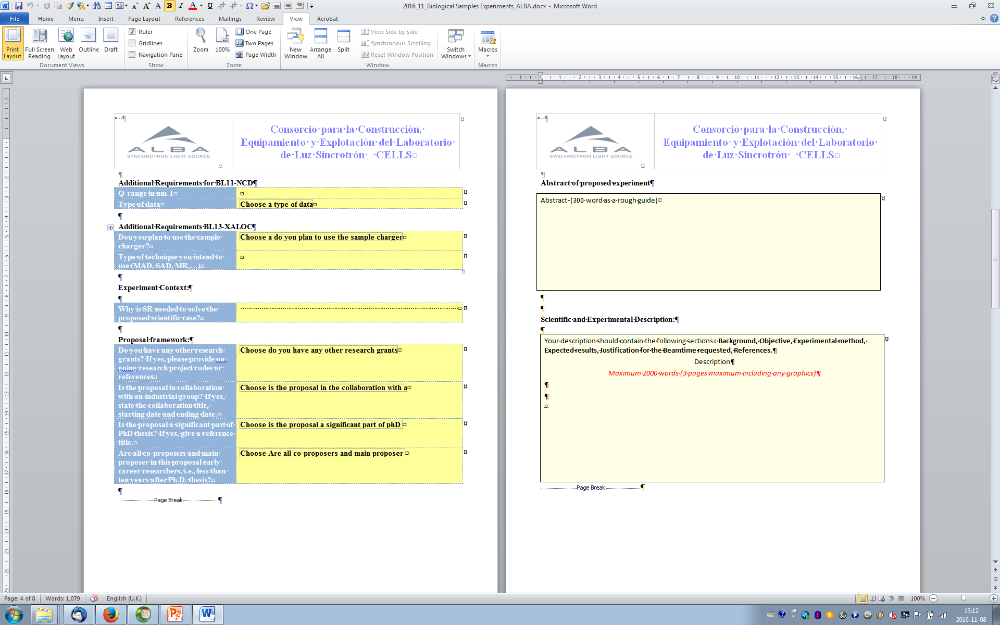 2016_11_Biological Samples Experiments_ALBA.docx - Microsoft Word
File Home Menu Insert Page Layout References Mailings Review View Acrobat
Print Layout
Full Screen Reading
Web Layout
Outline
Draft
Document Views
Ruler
Gridlines
Navigation Pane
Show
Zoom
100%
One Page
Two Pages
Page Width
Zoom
New Window
Arrange All
Split
View Side by Side
Synchronous Scrolling
Reset Window Position
Window
Switch Windows
Macros
Macros
ALBA
SYNCHROTRON LIGHT SOURCE
Consorcio para la Construcción,
Equipamiento y Explotación del Laboratorio
de Luz Sincrotrón - CELLS
Additional Requirements for BL11-NCD
Q-range in nm-1
Type of data
Choose a type of data
Additional Requirements BL13-XALOC
Dou you plan to use the sample
charger?
Choose a do you plan to use the sample charger
Type of technique you intend to
use (MAD, SAD, MR,…)
Experiment Context:
Why is SR needed to solve the
proposed scientific case?
Proposal framework:
Do you have any other research
grants? If yes, please provide on-
going research project codes or
references
Choose do you have any other research grants
Is the proposal in collaboration
with an industrial group? If yes,
state the collaboration title,
starting date and ending date.
Choose is the proposal in the collaboration with a
Is the proposal a significant part of
PhD thesis? If yes, give a reference
title.
Choose is the proposal a significant part of phD
Are all co-proposers and main
proposer in this proposal early
career researchers, i.e., less than
ten years after Ph.D. thesis?
Choose Are all co-proposers and main proposer
Page Break
ALBA
SYNCHROTRON LIGHT SOURCE
Consorcio para la Construcción,
Equipamiento y Explotación del Laboratorio
de Luz Sincrotrón - CELLS
Abstract of proposed experiment
Abstract-(300 word as a rough guide)
Scientific and Experimental Description:
Your description should contain the following sections: Background, Objective, Experimental method,
Expected results, Justification for the Beamtime requested, References.
Description
Maximum 2000 words (3 pages maximum including any graphics)
Page Break
Page: 4 of 8 Words: 1,079 English (U.K.) 100%
13:12
2016-11-08